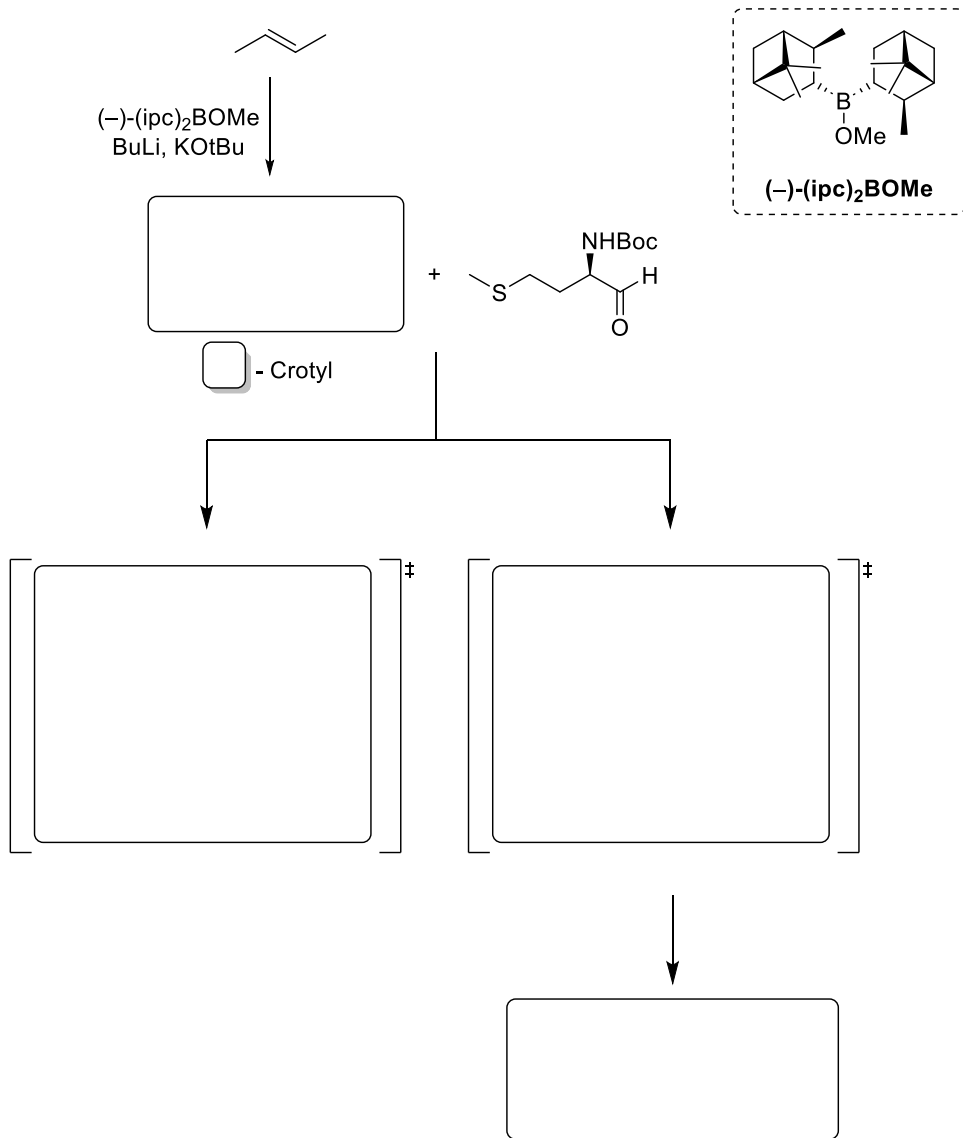 (–)-(ipc)₂BOMe
BuLi, KOtBu
B
OMe
(–)-(ipc)₂BOMe
NHBoc
+
S
H
O
- Crotyl
‡
‡